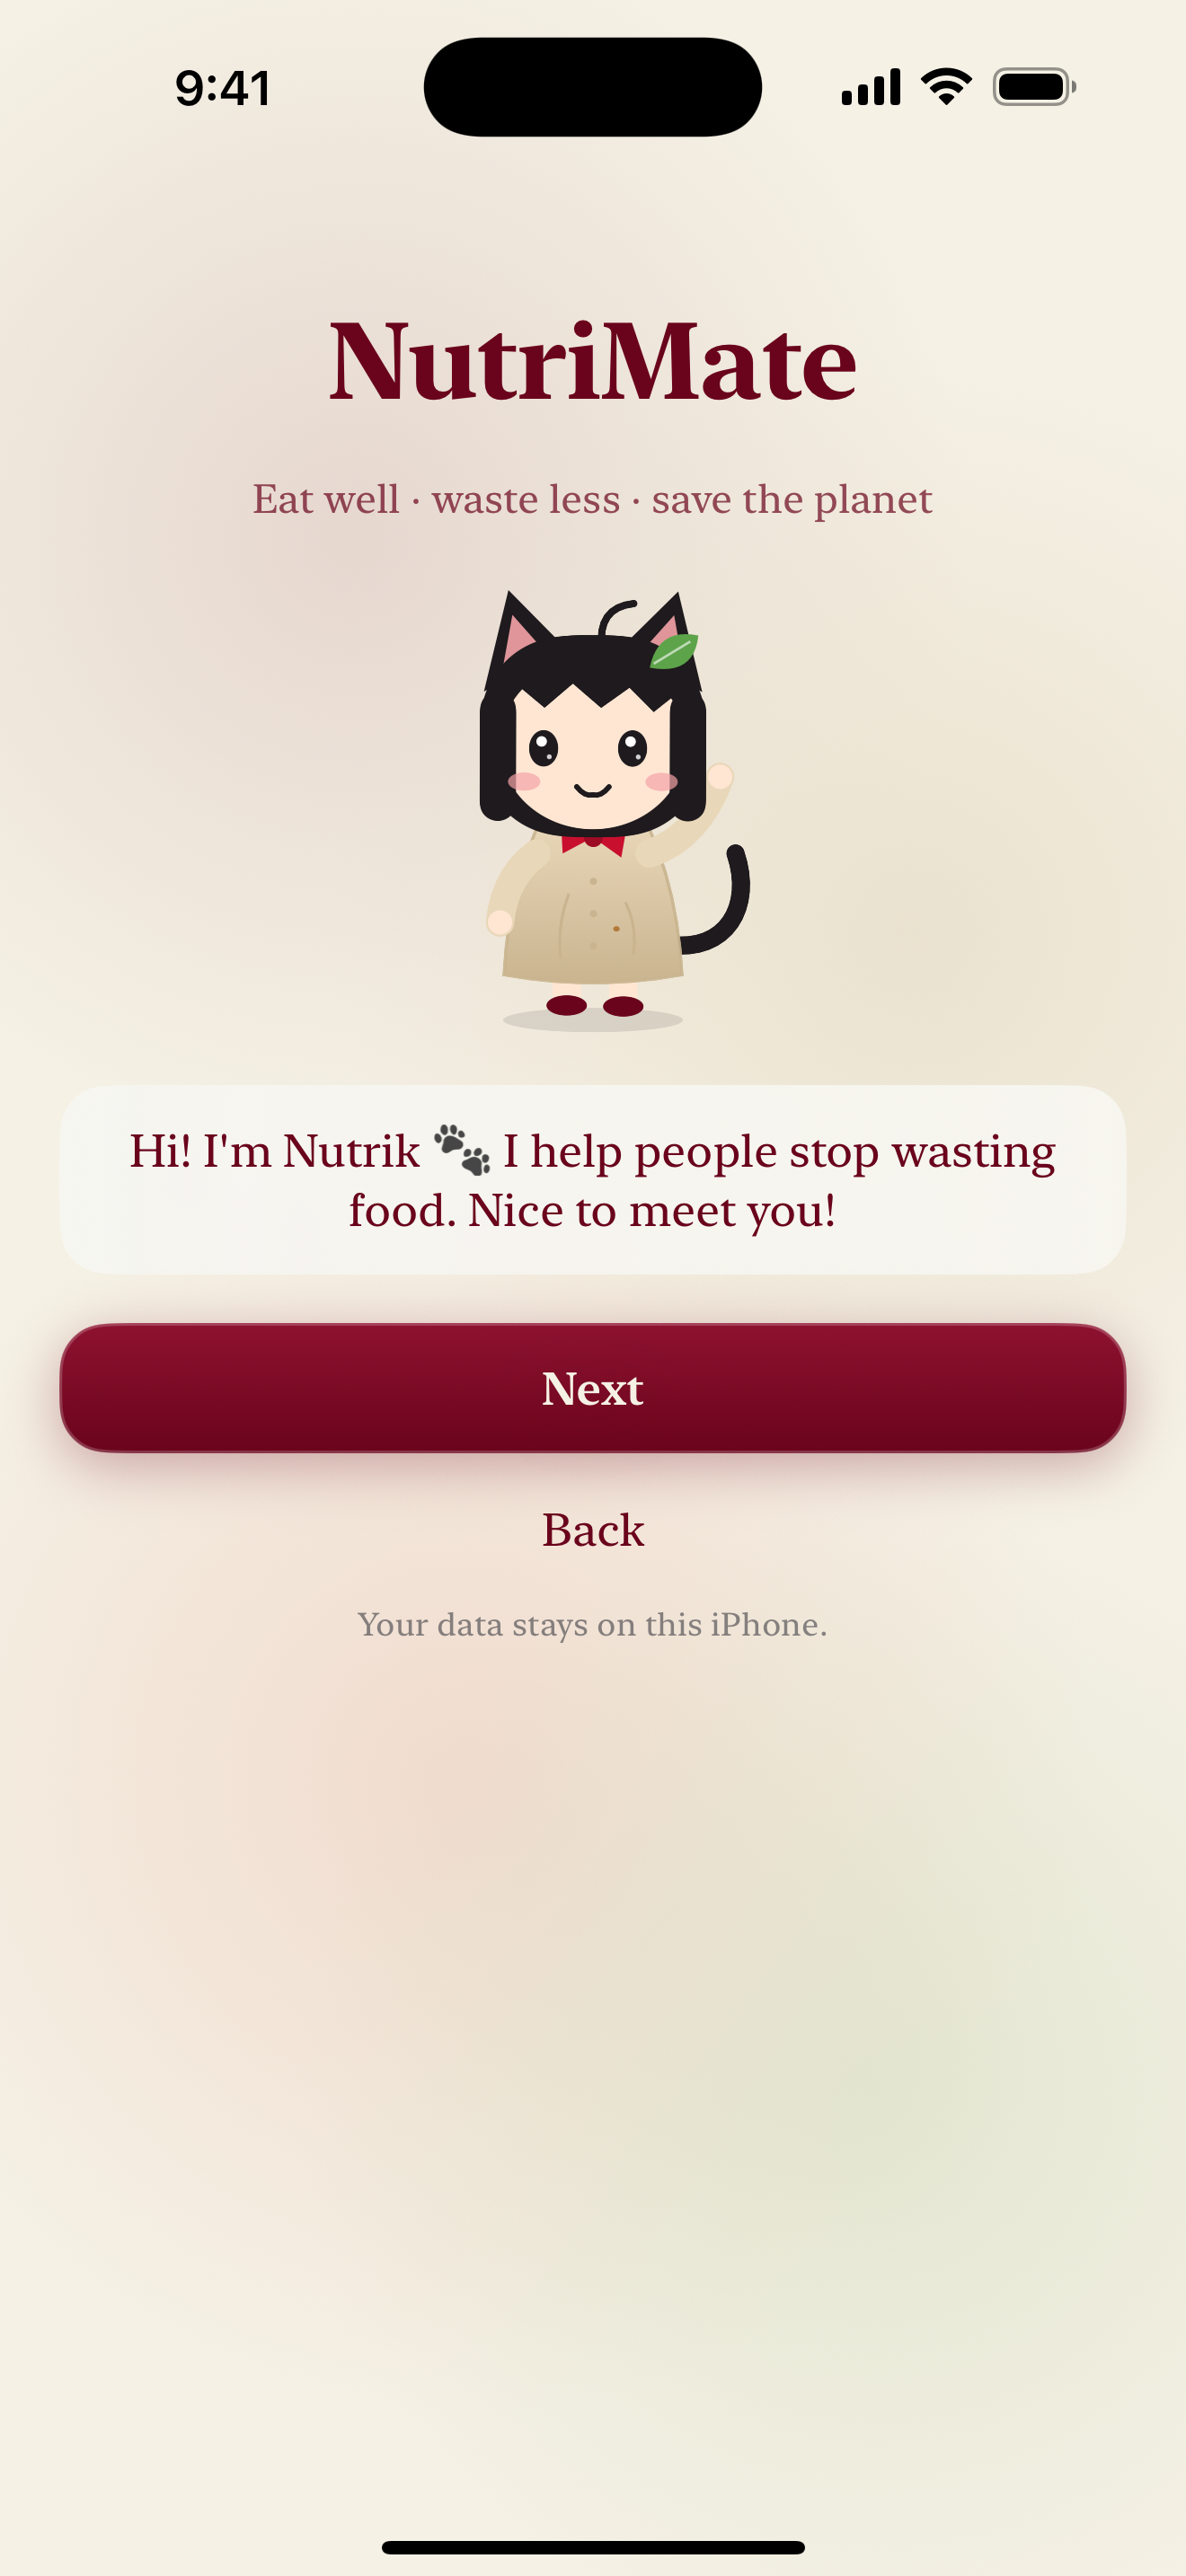 9:41
NutriMate
Eat well · waste less · save the planet
Hi! I'm Nutrik 🐾 I help people stop wasting
food. Nice to meet you!
Next
Back
Your data stays on this iPhone.